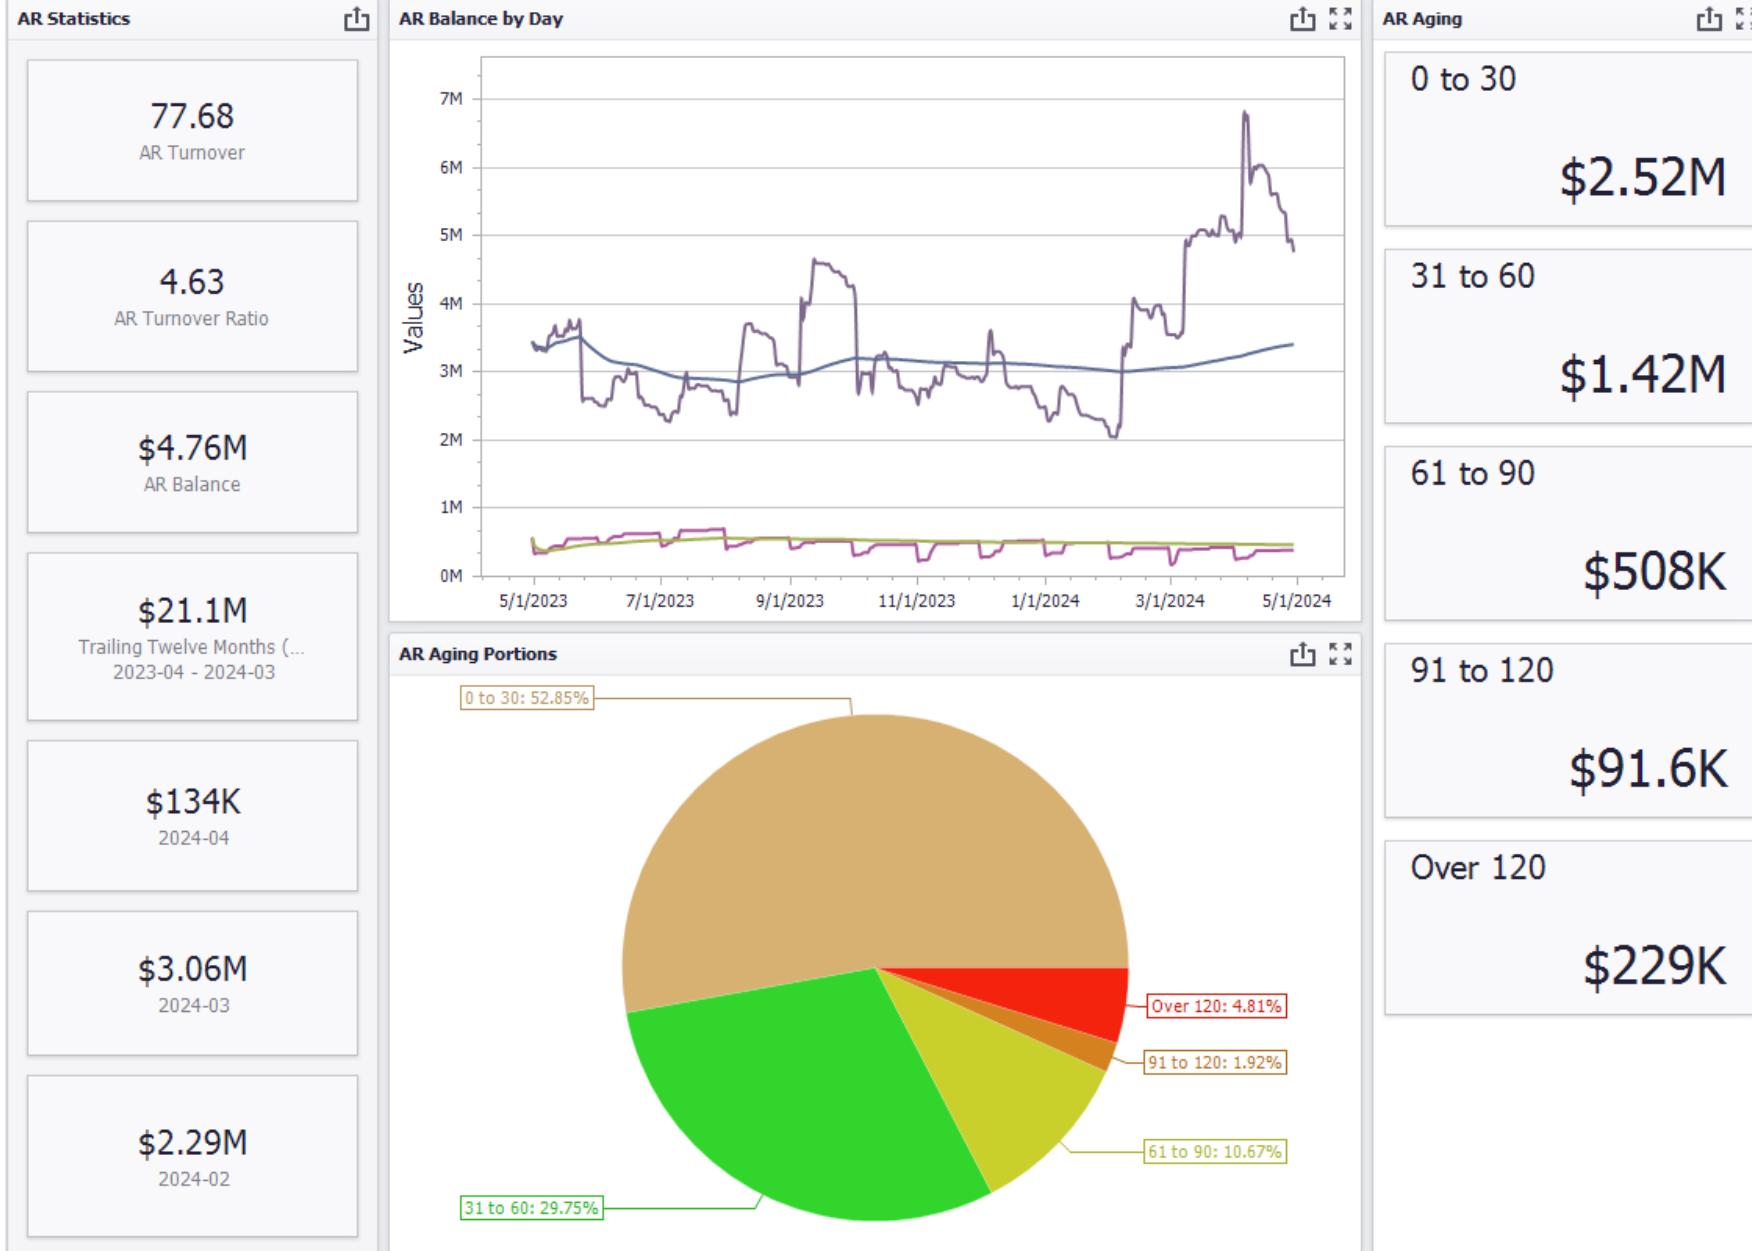 AR Statistics
77.68
AR Turnover
4.63
AR Turnover Ratio
$4.76M
AR Balance
$21.1M
Trailing Twelve Months (...
2023-04 - 2024-03
$134K
2024-04
$3.06M
2024-03
$2.29M
2024-02
AR Balance by Day
Values
7M
6M
5M
4M
3M
2M
1M
0M
5/1/2023
7/1/2023
9/1/2023
11/1/2023
1/1/2024
3/1/2024
5/1/2024
AR Aging Portions
0 to 30: 52.85%
Over 120: 4.81%
91 to 120: 1.92%
61 to 90: 10.67%
31 to 60: 29.75%
AR Aging
0 to 30
$2.52M
31 to 60
$1.42M
61 to 90
$508K
91 to 120
$91.6K
Over 120
$229K